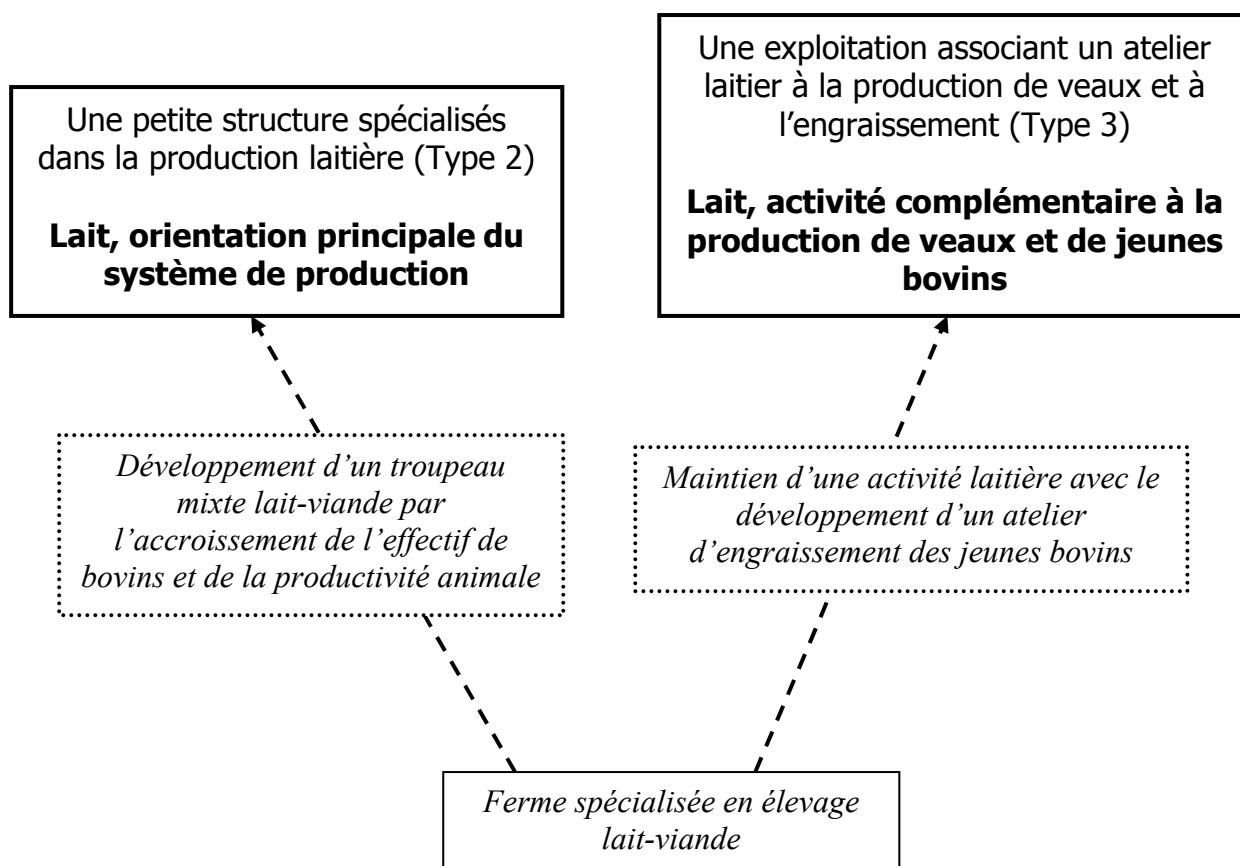 Une petite structure spécialisés
dans la production laitière (Type 2)
Lait, orientation principale du
système de production
Une exploitation associant un atelier
laitier à la production de veaux et à
l’engraissement (Type 3)
Lait, activité complémentaire à la
production de veaux et de jeunes
bovins
Développement d’un troupeau
mixte lait-viande par
l’accroissement de l’effectif de
bovins et de la productivité animale
Maintien d’une activité laitière avec le
développement d’un atelier
d’engraissement des jeunes bovins
Ferme spécialisée en élevage
lait-viande